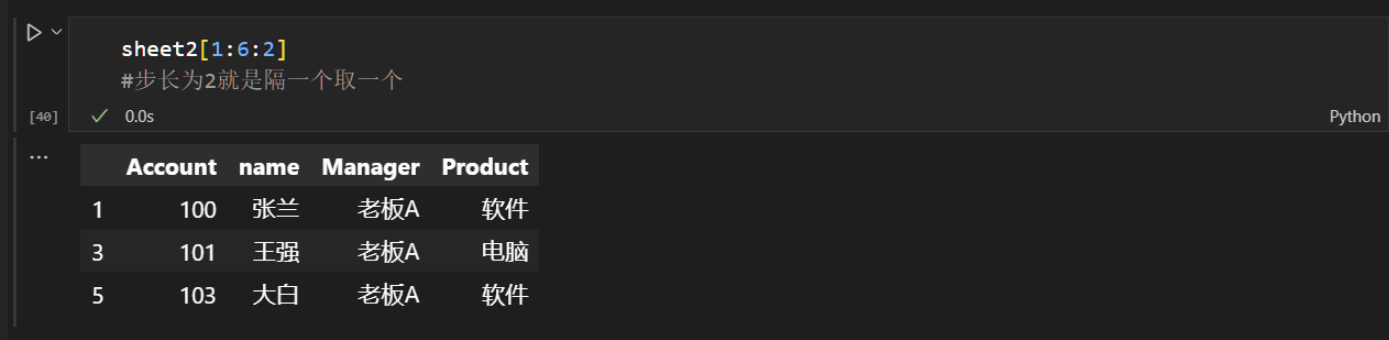 sheet2[1:6:2]
#步长为2就是隔一个取一个
[40] 0.0s Python
Account name Manager Product
1 100 张兰 老板A 软件
3 101 王强 老板A 电脑
5 103 大白 老板A 软件